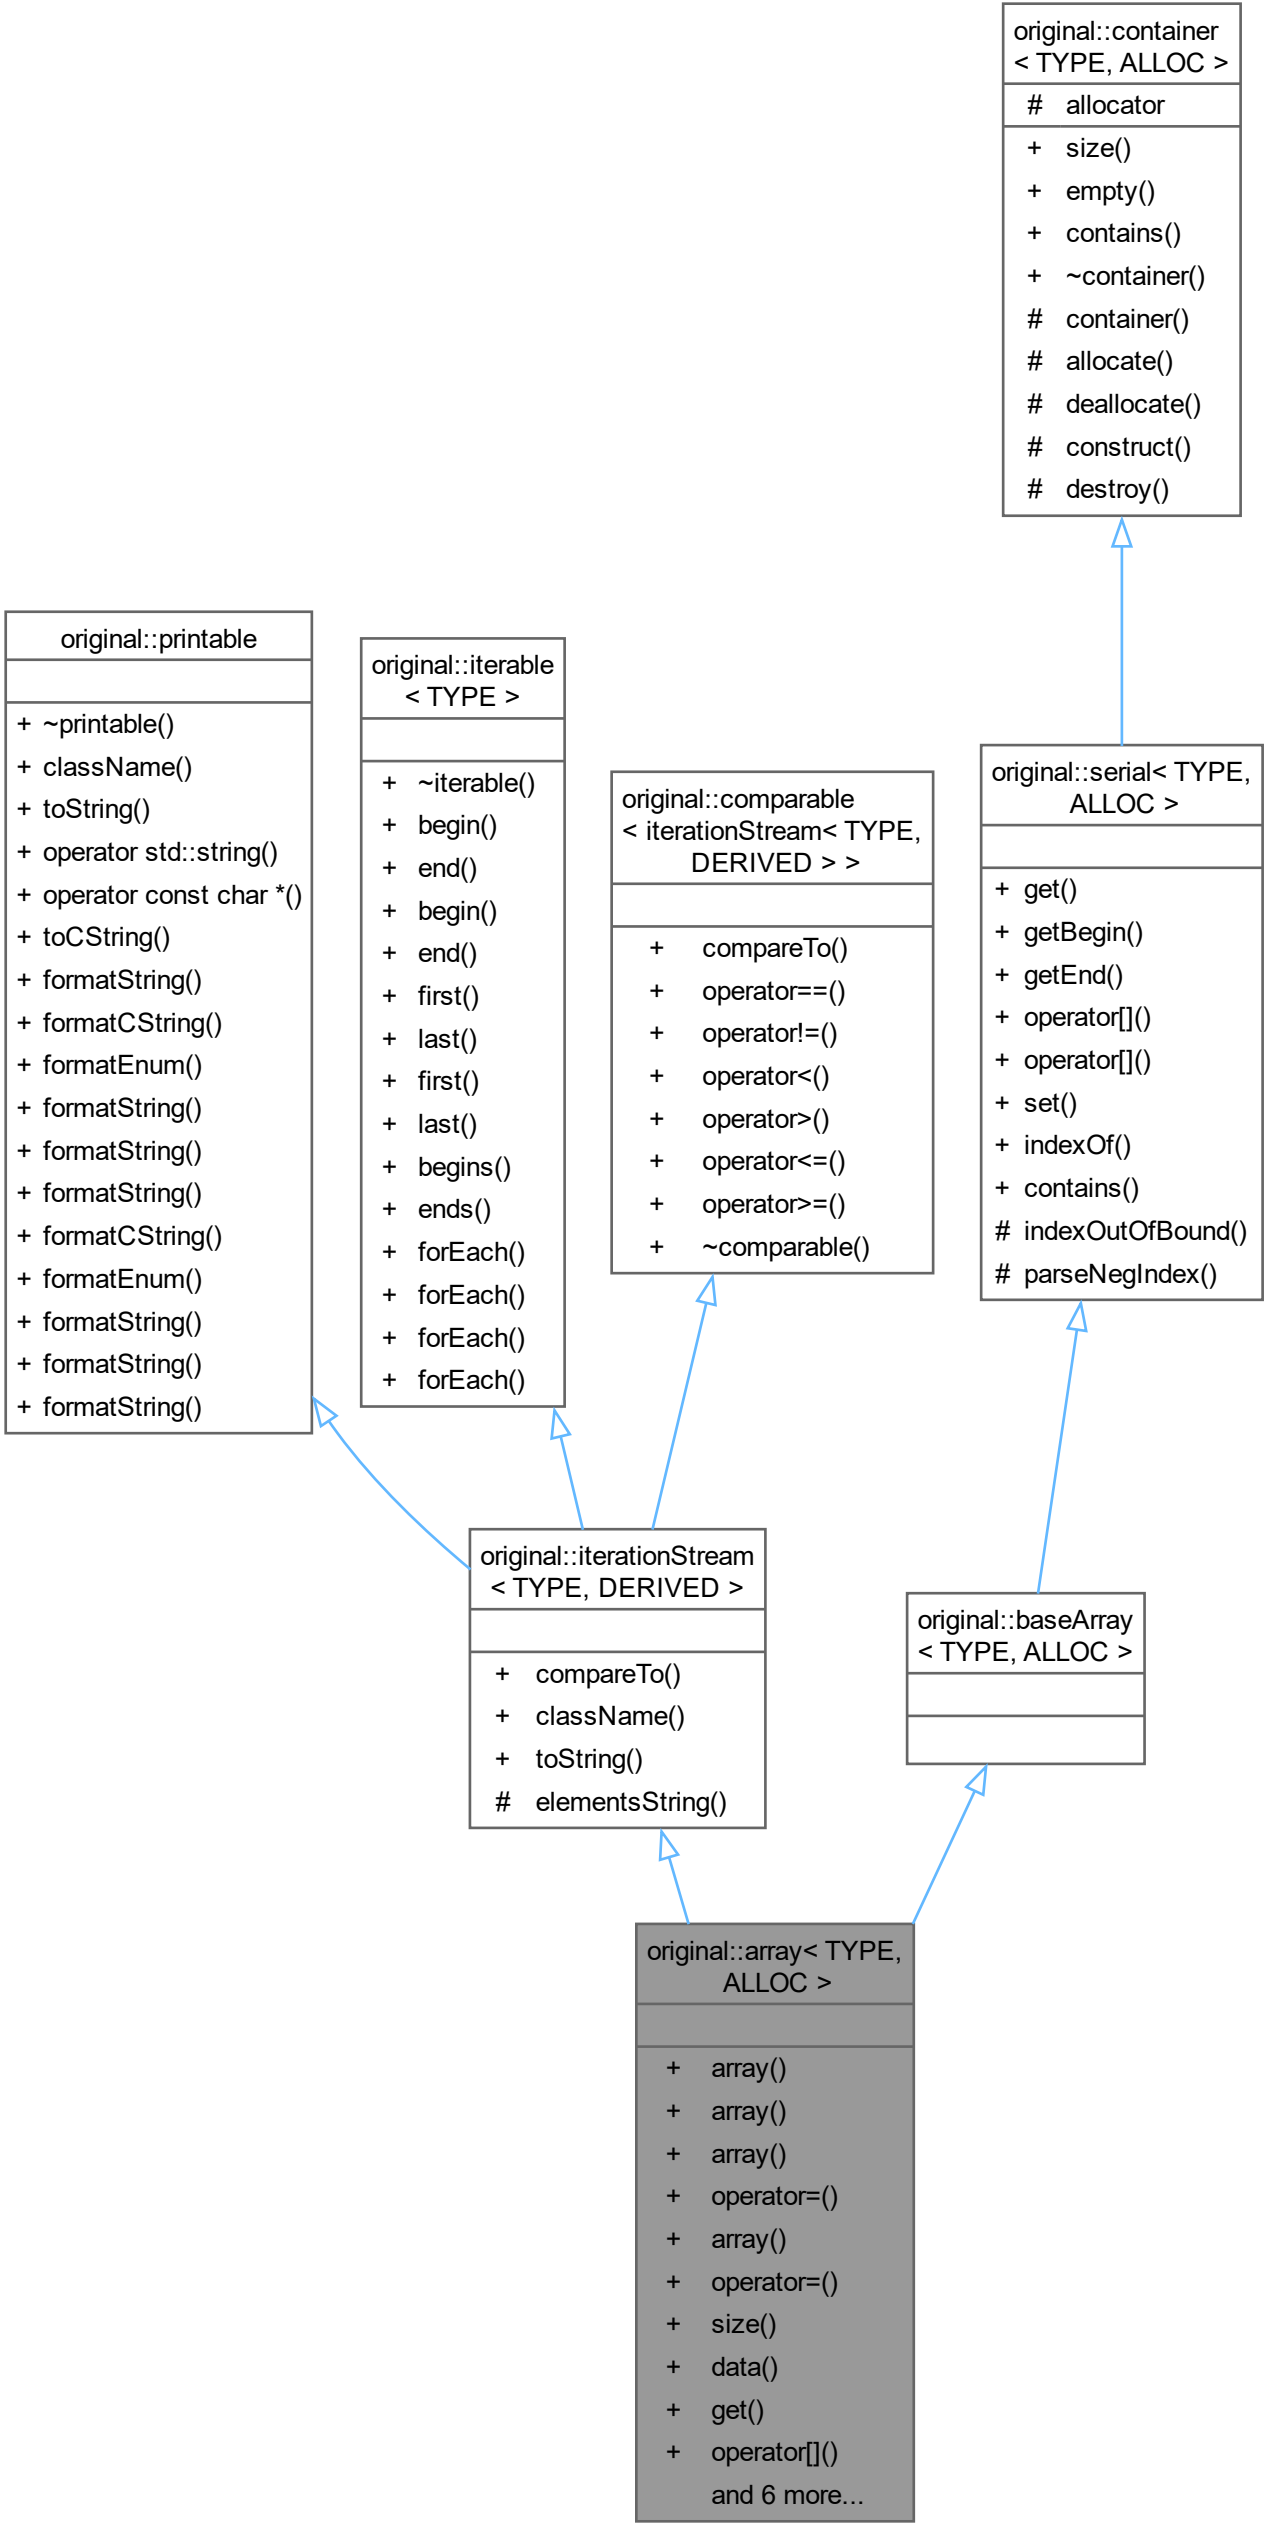 original::container
< TYPE, ALLOC >
# allocator
+ size()
+ empty()
+ contains()
+ ~container()
# container()
# allocate()
# deallocate()
# construct()
# destroy()
original::printable
+ ~printable()
+ className()
+ toString()
+ operator std::string()
+ operator const char *()
+ toCString()
+ formatString()
+ formatCString()
+ formatEnum()
+ formatString()
+ formatString()
+ formatString()
+ formatCString()
+ formatEnum()
+ formatString()
+ formatString()
+ formatString()
original::iterable
< TYPE >
+ ~iterable()
+ begin()
+ end()
+ begin()
+ end()
+ first()
+ last()
+ first()
+ last()
+ begins()
+ ends()
+ forEach()
+ forEach()
+ forEach()
+ forEach()
original::comparable
< iterationStream< TYPE,
DERIVED > >
+ compareTo()
+ operator==()
+ operator!=()
+ operator<()
+ operator>()
+ operator<=()
+ operator>=()
+ ~comparable()
original::serial< TYPE,
ALLOC >
+ get()
+ getBegin()
+ getEnd()
+ operator[]()
+ operator[]()
+ set()
+ indexOf()
+ contains()
# indexOutOfBound()
# parseNegIndex()
original::iterationStream
< TYPE, DERIVED >
+ compareTo()
+ className()
+ toString()
# elementsString()
original::baseArray
< TYPE, ALLOC >
original::array< TYPE,
ALLOC >
+ array()
+ array()
+ array()
+ operator=()
+ array()
+ operator=()
+ size()
+ data()
+ get()
+ operator[]()
and 6 more...